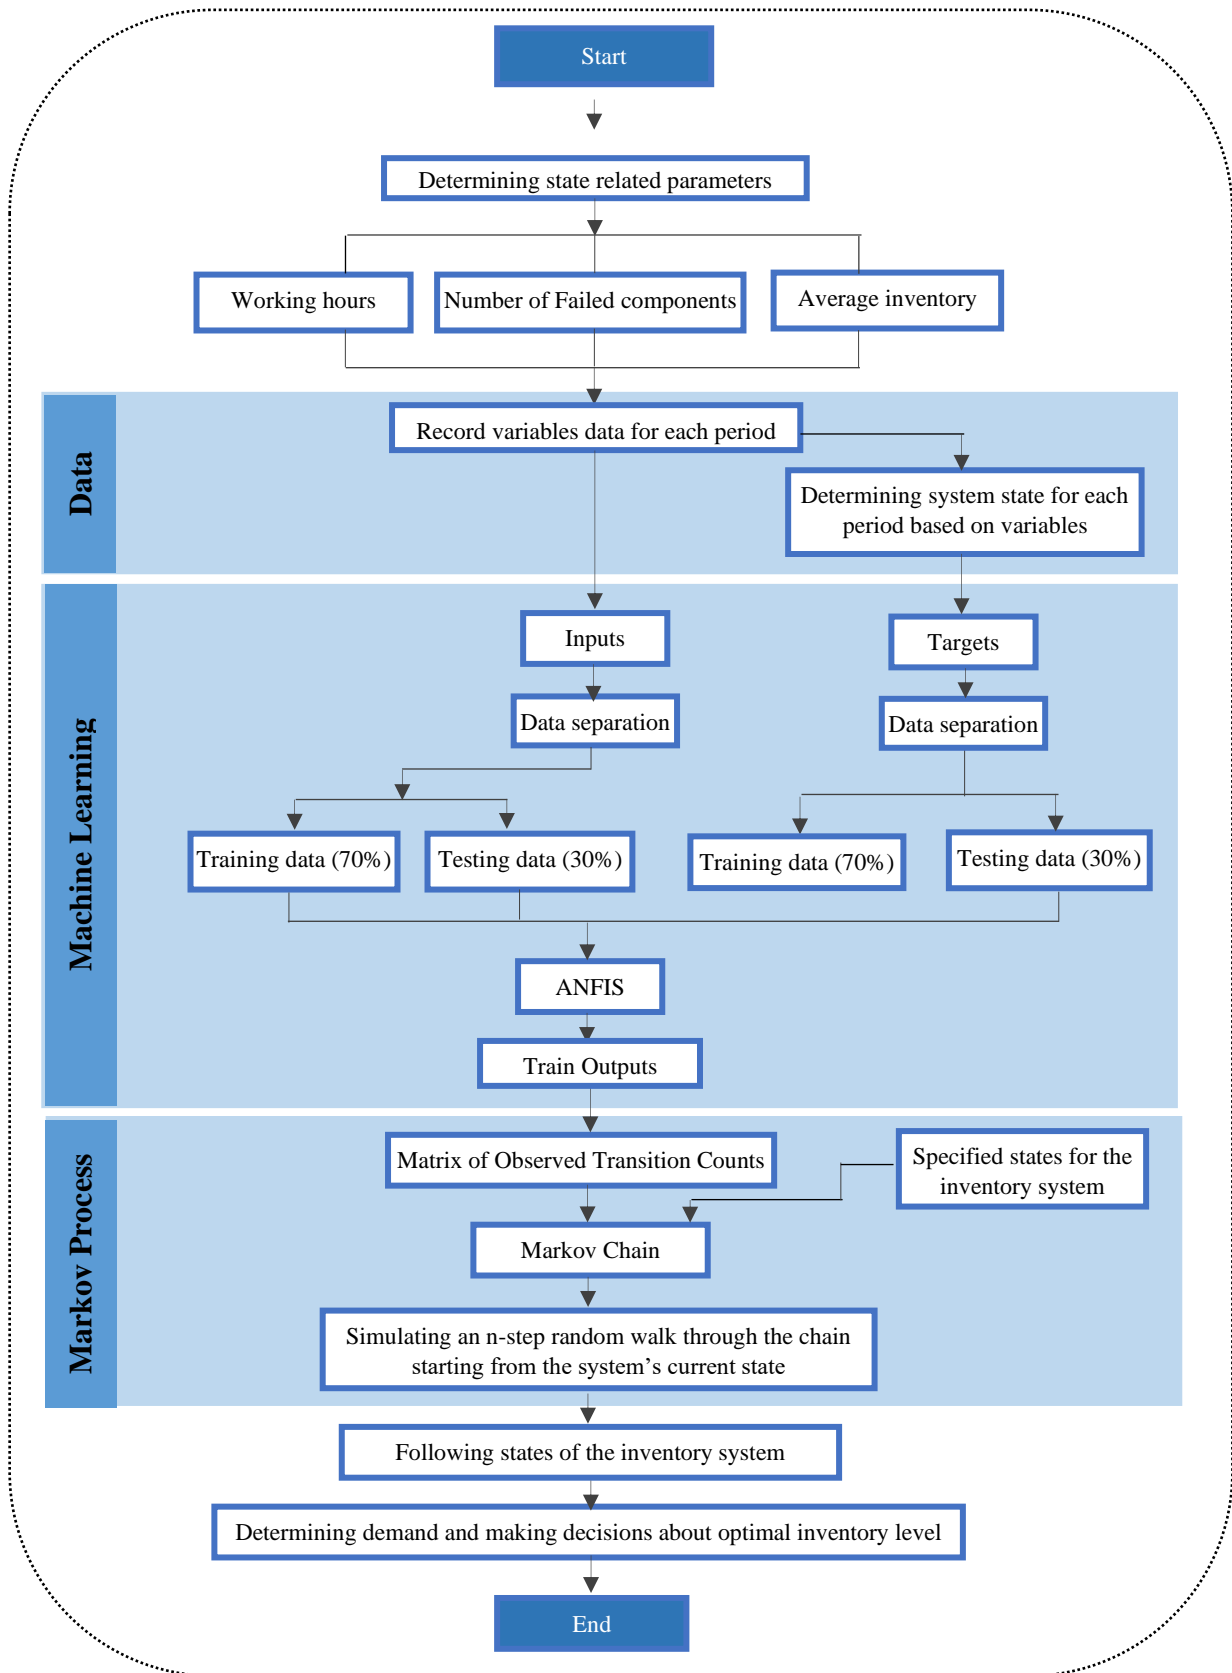 Start
Determining state related parameters
Working hours
Number of Failed components
Average inventory
Data
Record variables data for each period
Determining system state for each
period based on variables
Machine Learning
Inputs
Targets
Data separation
Data separation
Training data (70%)
Testing data (30%)
Training data (70%)
Testing data (30%)
ANFIS
Train Outputs
Markov Process
Matrix of Observed Transition Counts
Specified states for the
inventory system
Markov Chain
Simulating an n-step random walk through the chain
starting from the system’s current state
Following states of the inventory system
Determining demand and making decisions about optimal inventory level
End